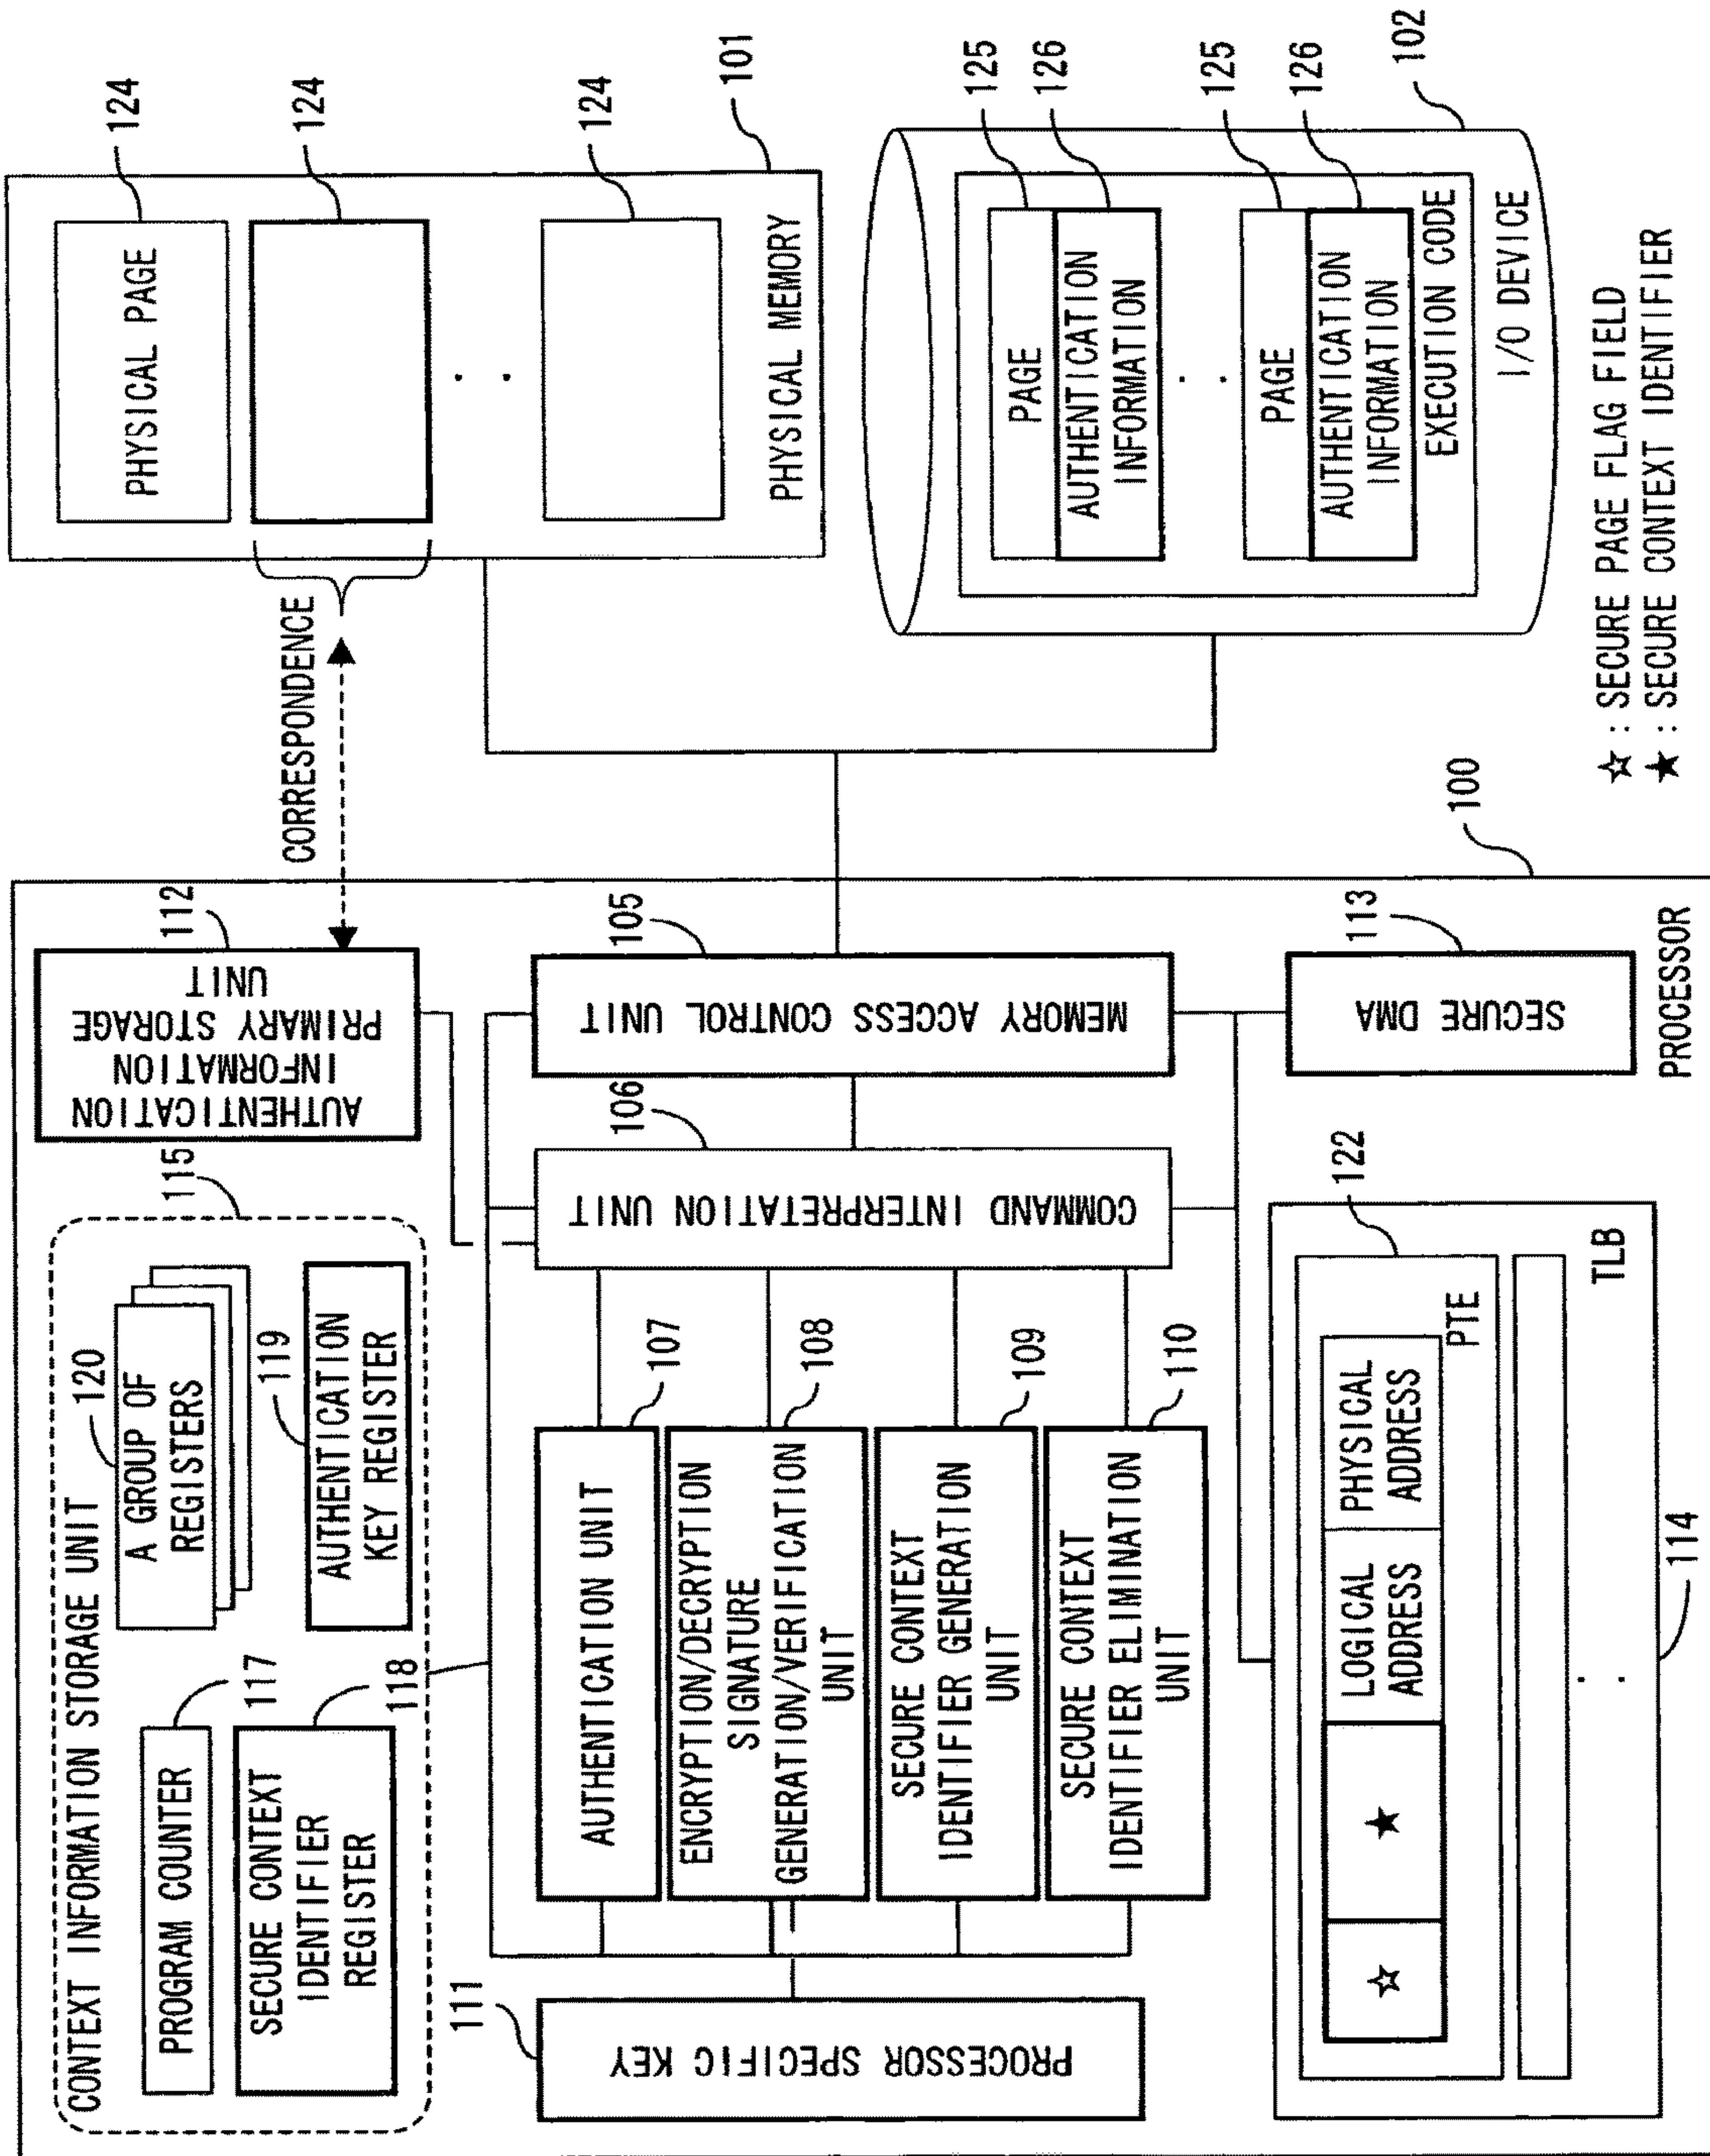 CONTEXT INFORMATION STORAGE UNIT
115
PROGRAM COUNTER
117
120
A GROUP OF
REGISTERS
SECURE CONTEXT
IDENTIFIER
REGISTER
118
119
AUTHENTICATION
KEY REGISTER
112
AUTHENTICATION
INFORMATION
PRIMARY STORAGE
UNIT
CORRESPONDENCE
124
PHYSICAL PAGE
124
.
.
124
PHYSICAL MEMORY
101
111
PROCESSOR SPECIFIC KEY
AUTHENTICATION UNIT
107
ENCRYPTION/DECRYPTION
SIGNATURE
GENERATION/VERIFICATION
UNIT
108
SECURE CONTEXT
IDENTIFIER GENERATION
UNIT
109
SECURE CONTEXT
IDENTIFIER ELIMINATION
UNIT
110
106
COMMAND INTERPRETATION UNIT
105
MEMORY ACCESS CONTROL UNIT
102
PAGE
125
AUTHENTICATION
INFORMATION
126
.
.
PAGE
125
AUTHENTICATION
INFORMATION
126
EXECUTION CODE
I/O DEVICE
☆
★
LOGICAL
ADDRESS
PHYSICAL
ADDRESS
PTE
122
.
.
TLB
114
113
SECURE DMA
PROCESSOR
100
☆ : SECURE PAGE FLAG FIELD
★ : SECURE CONTEXT IDENTIFIER